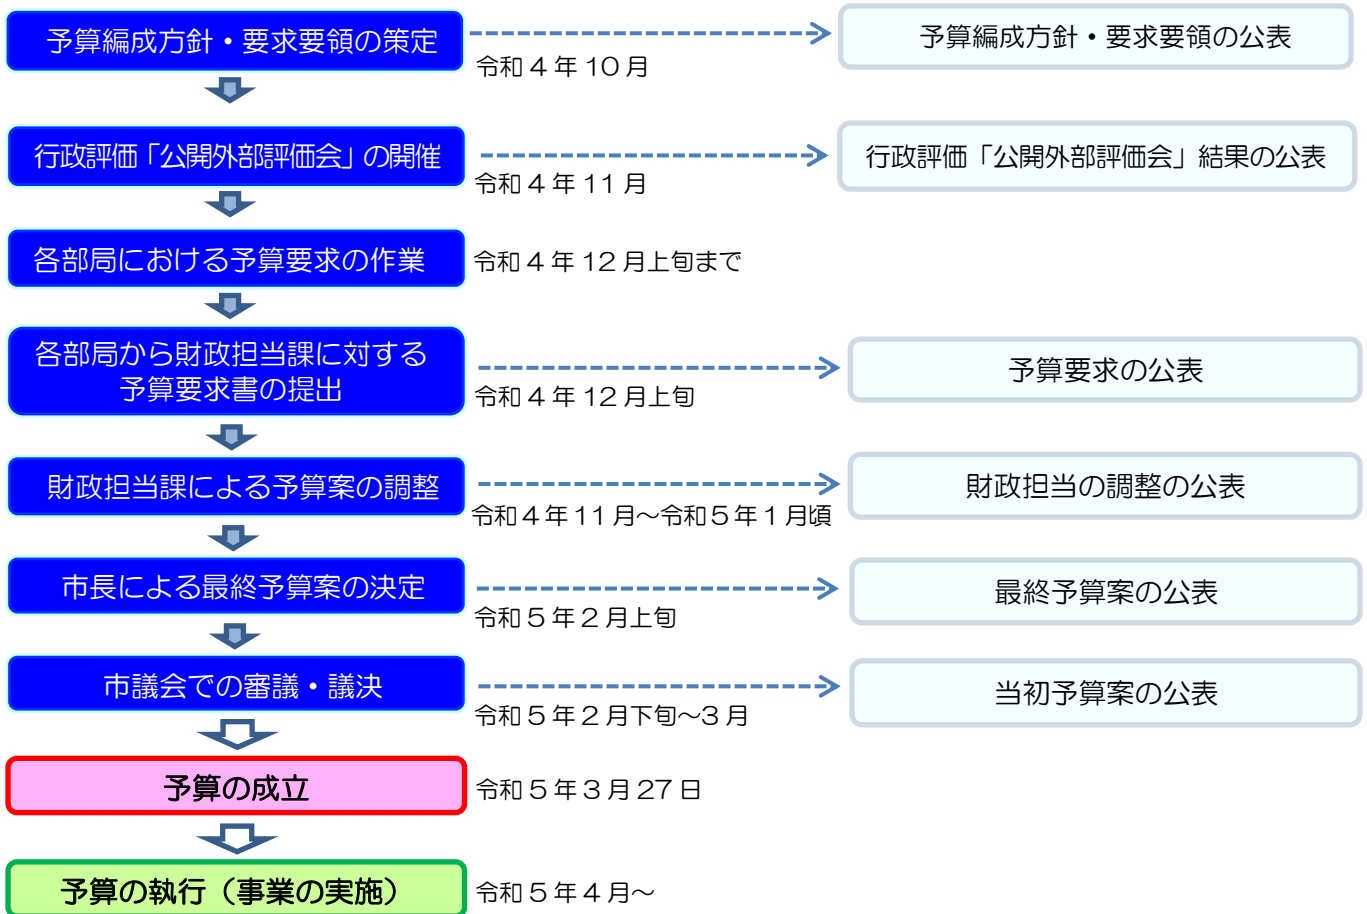 予算編成方針・要求要領の策定
令和４年10月
予算編成方針・要求要領の公表
行政評価「公開外部評価会」の開催
令和４年11月
行政評価「公開外部評価会」結果の公表
各部局における予算要求の作業
令和４年12月上旬まで
各部局から財政担当課に対する
予算要求書の提出
令和４年12月上旬
予算要求の公表
財政担当課による予算案の調整
令和４年11月～令和５年１月頃
財政担当の調整の公表
市長による最終予算案の決定
令和５年２月上旬
最終予算案の公表
市議会での審議・議決
令和５年２月下旬～３月
当初予算案の公表
予算の成立
令和５年３月27日
予算の執行（事業の実施）
令和５年４月～